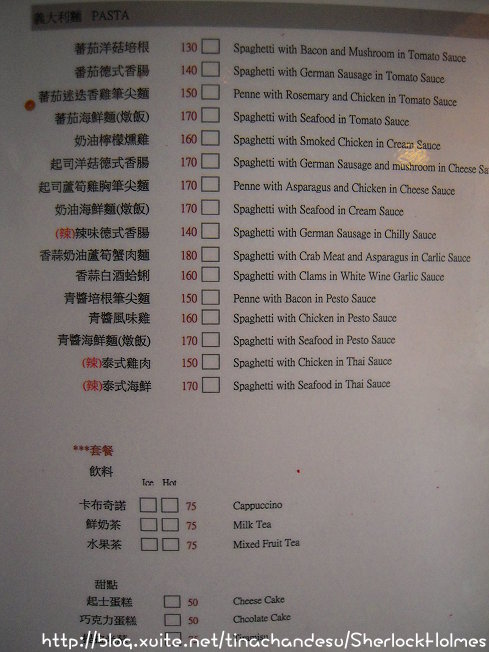 義大利麵 PASTA
蕃茄洋菇培根 130 Spaghetti with Bacon and Mushroom in Tomato Sauce
番茄德式香腸 140 Spaghetti with German Sausage in Tomato Sauce
蕃茄迷迭香雞筆尖麵 150 Penne with Rosemary and Chicken in Tomato Sauce
蕃茄海鮮麵(燉飯) 170 Spaghetti with Seafood in Tomato Sauce
奶油檸檬燻雞 160 Spaghetti with Smoked Chicken in Cream Sauce
起司洋菇德式香腸 170 Spaghetti with German Sausage and mushroom in Cheese Sa
起司蘆筍雞胸筆尖麵 170 Penne with Asparagus and Chicken in Cheese Sauce
奶油海鮮麵(燉飯) 170 Spaghetti with Seafood in Cream Sauce
(辣)辣味德式香腸 140 Spaghetti with German Sausage in Chilly Sauce
香蒜奶油蘆筍蟹肉麵 180 Spaghetti with Crab Meat and Asparagus in Carlic Sauce
香蒜白酒蛤蜊 160 Spaghetti with Clams in White Wine Garlic Sauce
青醬培根筆尖麵 150 Penne with Bacon in Pesto Sauce
青醬風味雞 160 Spaghetti with Chicken in Pesto Sauce
青醬海鮮麵(燉飯) 170 Spaghetti with Seafood in Pesto Sauce
(辣)泰式雞肉 150 Spaghetti with Chicken in Thai Sauce
(辣)泰式海鮮 170 Spaghetti with Seafood in Thai Sauce
***套餐
飲料
Ice Hot
卡布奇諾 75 Cappuccino
鮮奶茶 75 Milk Tea
水果茶 75 Mixed Fruit Tea
甜點
起士蛋糕 50 Cheese Cake
巧克力蛋糕 50 Chcolate Cake
http://blog.xuite.net/tinachandesu/SherlockHolmes